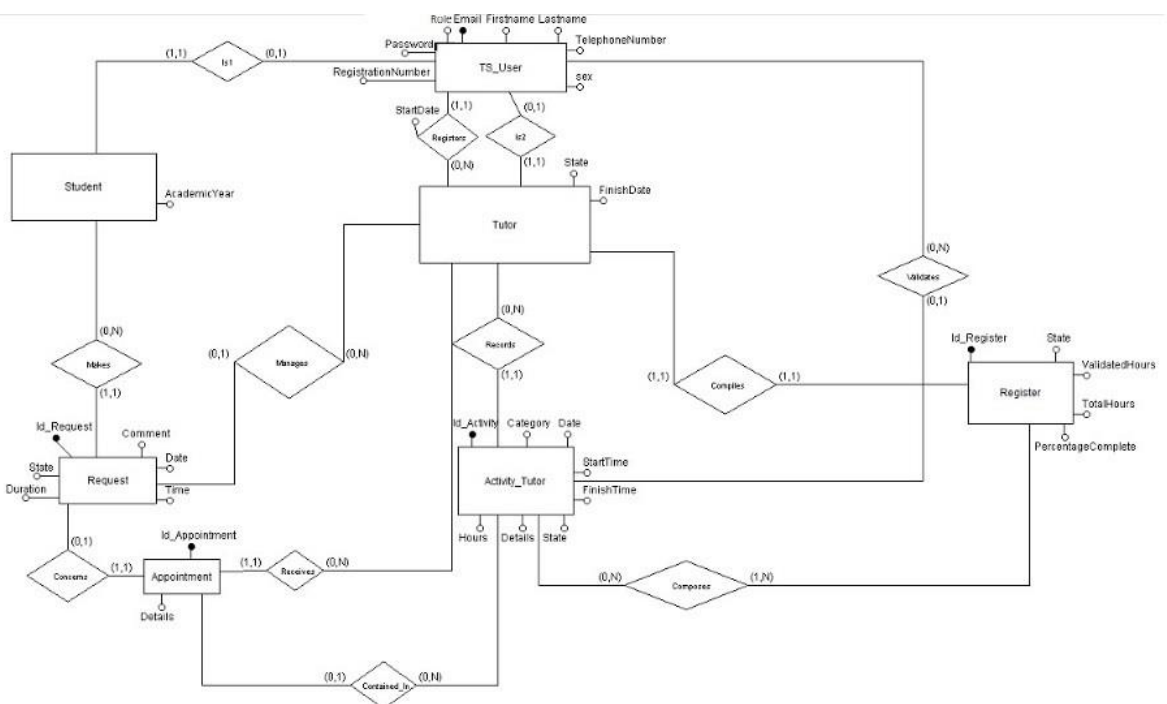 Role Email Firstname Lastname
Password
TelephoneNumber
(1,1)
Is1
(0,1)
TS_User
RegistrationNumber
sex
StartDate
(1,1)
(0,1)
Registers
Is2
(0,N)
(1,1)
State
FinishDate
Student
AcademicYear
Tutor
(0,N)
Validates
(0,1)
(0,N)
Makes
(1,1)
(0,1)
Manages
(0,N)
(0,N)
Records
(1,1)
(1,1)
Compiles
(1,1)
Id_Register
State
ValidatedHours
Register
TotalHours
PercentageComplete
Id_Request
Comment
Date
State
Request
Duration
Time
Id_Activity
Category
Date
StartTime
Activity_Tutor
FinishTime
Hours
Details
State
(0,1)
Id_Appointment
Concerns
(1,1)
Appointment
(1,1)
Receives
(0,N)
Details
(0,N)
Composes
(1,N)
(0,1)
Contained_In
(0,N)